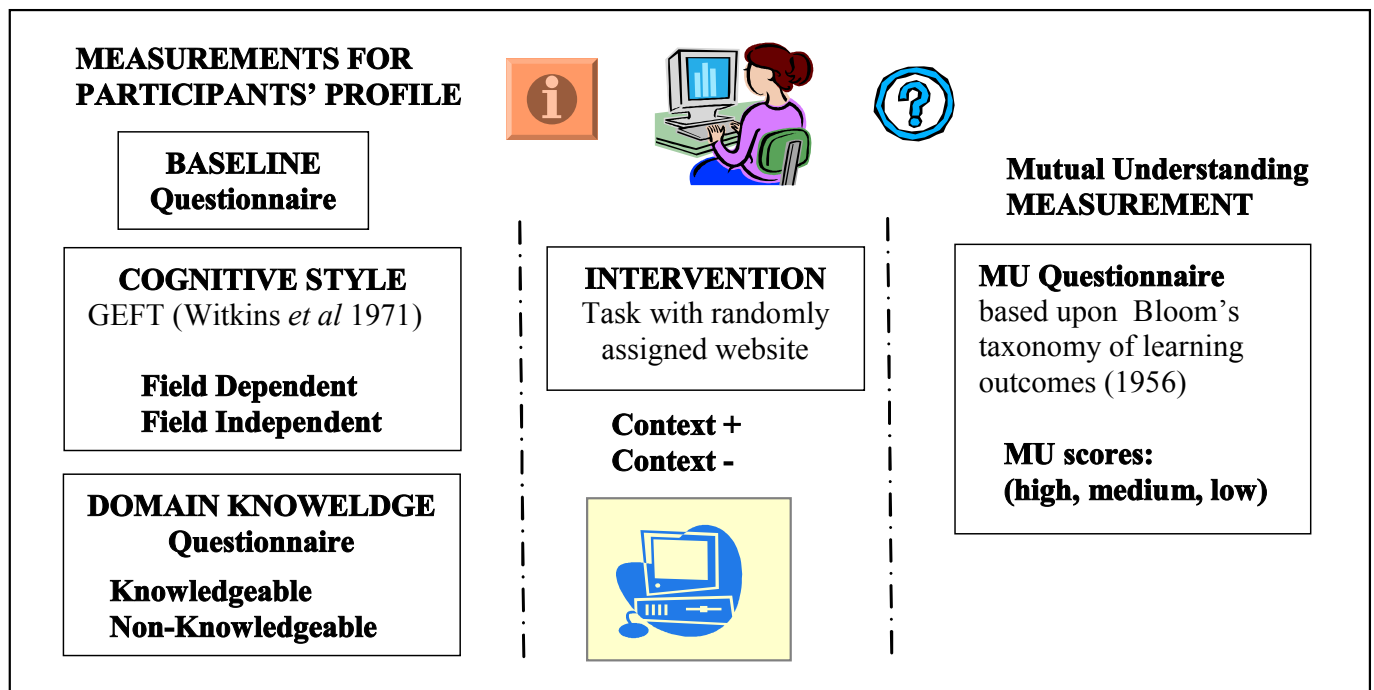 MEASUREMENTS FOR
PARTICIPANTS’ PROFILE
BASELINE
Questionnaire
COGNITIVE STYLE
GEFT (Witkins et al 1971)
Field Dependent
Field Independent
DOMAIN KNOWELDGE
Questionnaire
Knowledgeable
Non-Knowledgeable
i
INTERVENTION
Task with randomly
assigned website
Context +
Context -
?
Mutual Understanding
MEASUREMENT
MU Questionnaire
based upon Bloom’s
taxonomy of learning
outcomes (1956)
MU scores:
(high, medium, low)